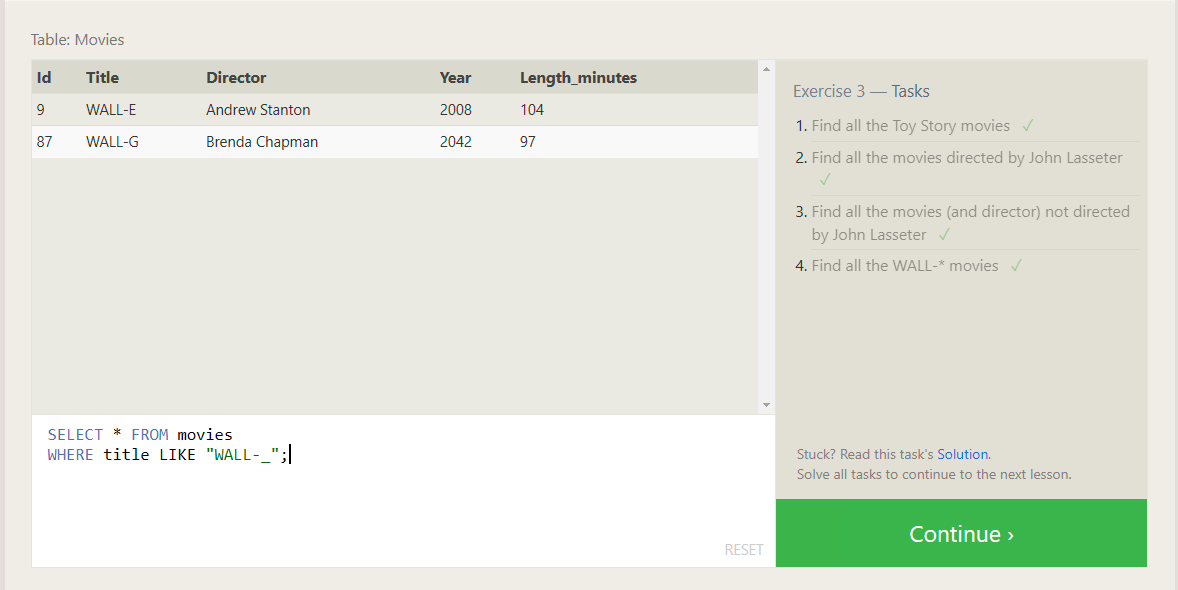 Table: Movies
Id Title Director Year Length_minutes
9 WALL-E Andrew Stanton 2008 104
87 WALL-G Brenda Chapman 2042 97
SELECT * FROM movies
WHERE title LIKE "WALL-_";
RESET
Exercise 3 — Tasks
1. Find all the Toy Story movies ✓
2. Find all the movies directed by John Lasseter
✓
3. Find all the movies (and director) not directed
by John Lasseter ✓
4. Find all the WALL-* movies ✓
Stuck? Read this task's Solution.
Solve all tasks to continue to the next lesson.
Continue ›